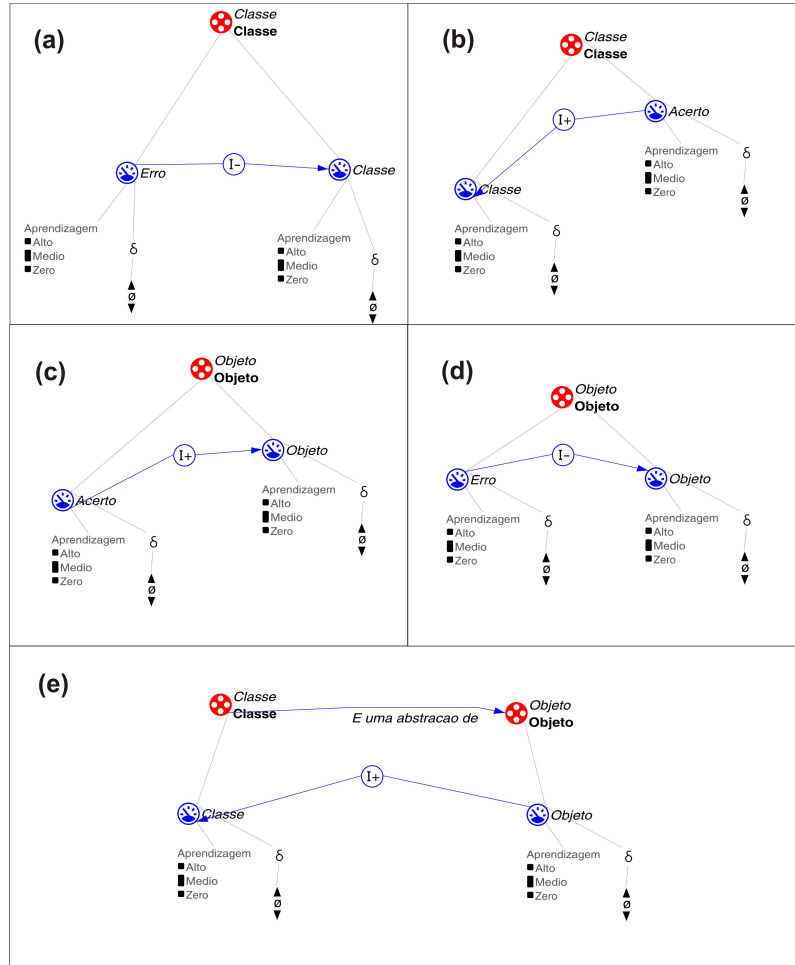 (a)
Classe
Classe
I-
Erro
Classe
Aprendizagem
Alto
Medio
Zero
δ
ø
Aprendizagem
Alto
Medio
Zero
δ
ø
(b)
Classe
Classe
Acerto
I+
Aprendizagem
Alto
Medio
Zero
δ
ø
Classe
Aprendizagem
Alto
Medio
Zero
δ
ø
(c)
Objeto
Objeto
Objeto
I+
Aprendizagem
Alto
Medio
Zero
δ
ø
Acerto
Aprendizagem
Alto
Medio
Zero
δ
ø
(d)
Objeto
Objeto
I-
Erro
Objeto
Aprendizagem
Alto
Medio
Zero
δ
ø
Aprendizagem
Alto
Medio
Zero
δ
ø
(e)
Classe
Classe
E uma abstracao de
Objeto
Objeto
I+
Classe
Objeto
Aprendizagem
Alto
Medio
Zero
δ
ø
Aprendizagem
Alto
Medio
Zero
δ
ø